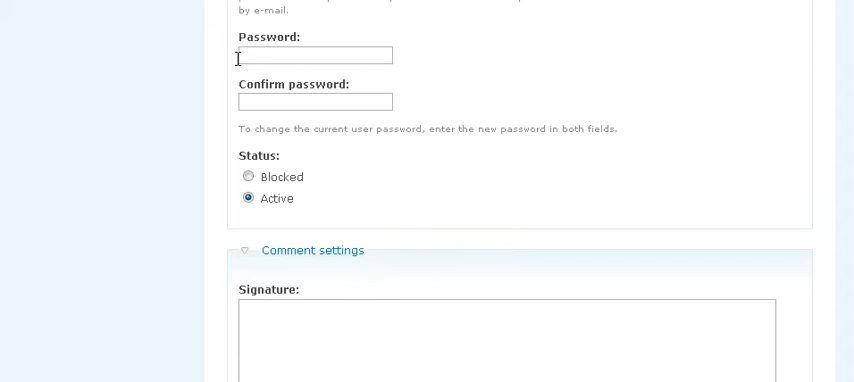 by e-mail.
Password:
Confirm password:
To change the current user password, enter the new password in both fields.
Status:
Blocked
Active
Comment settings
Signature: